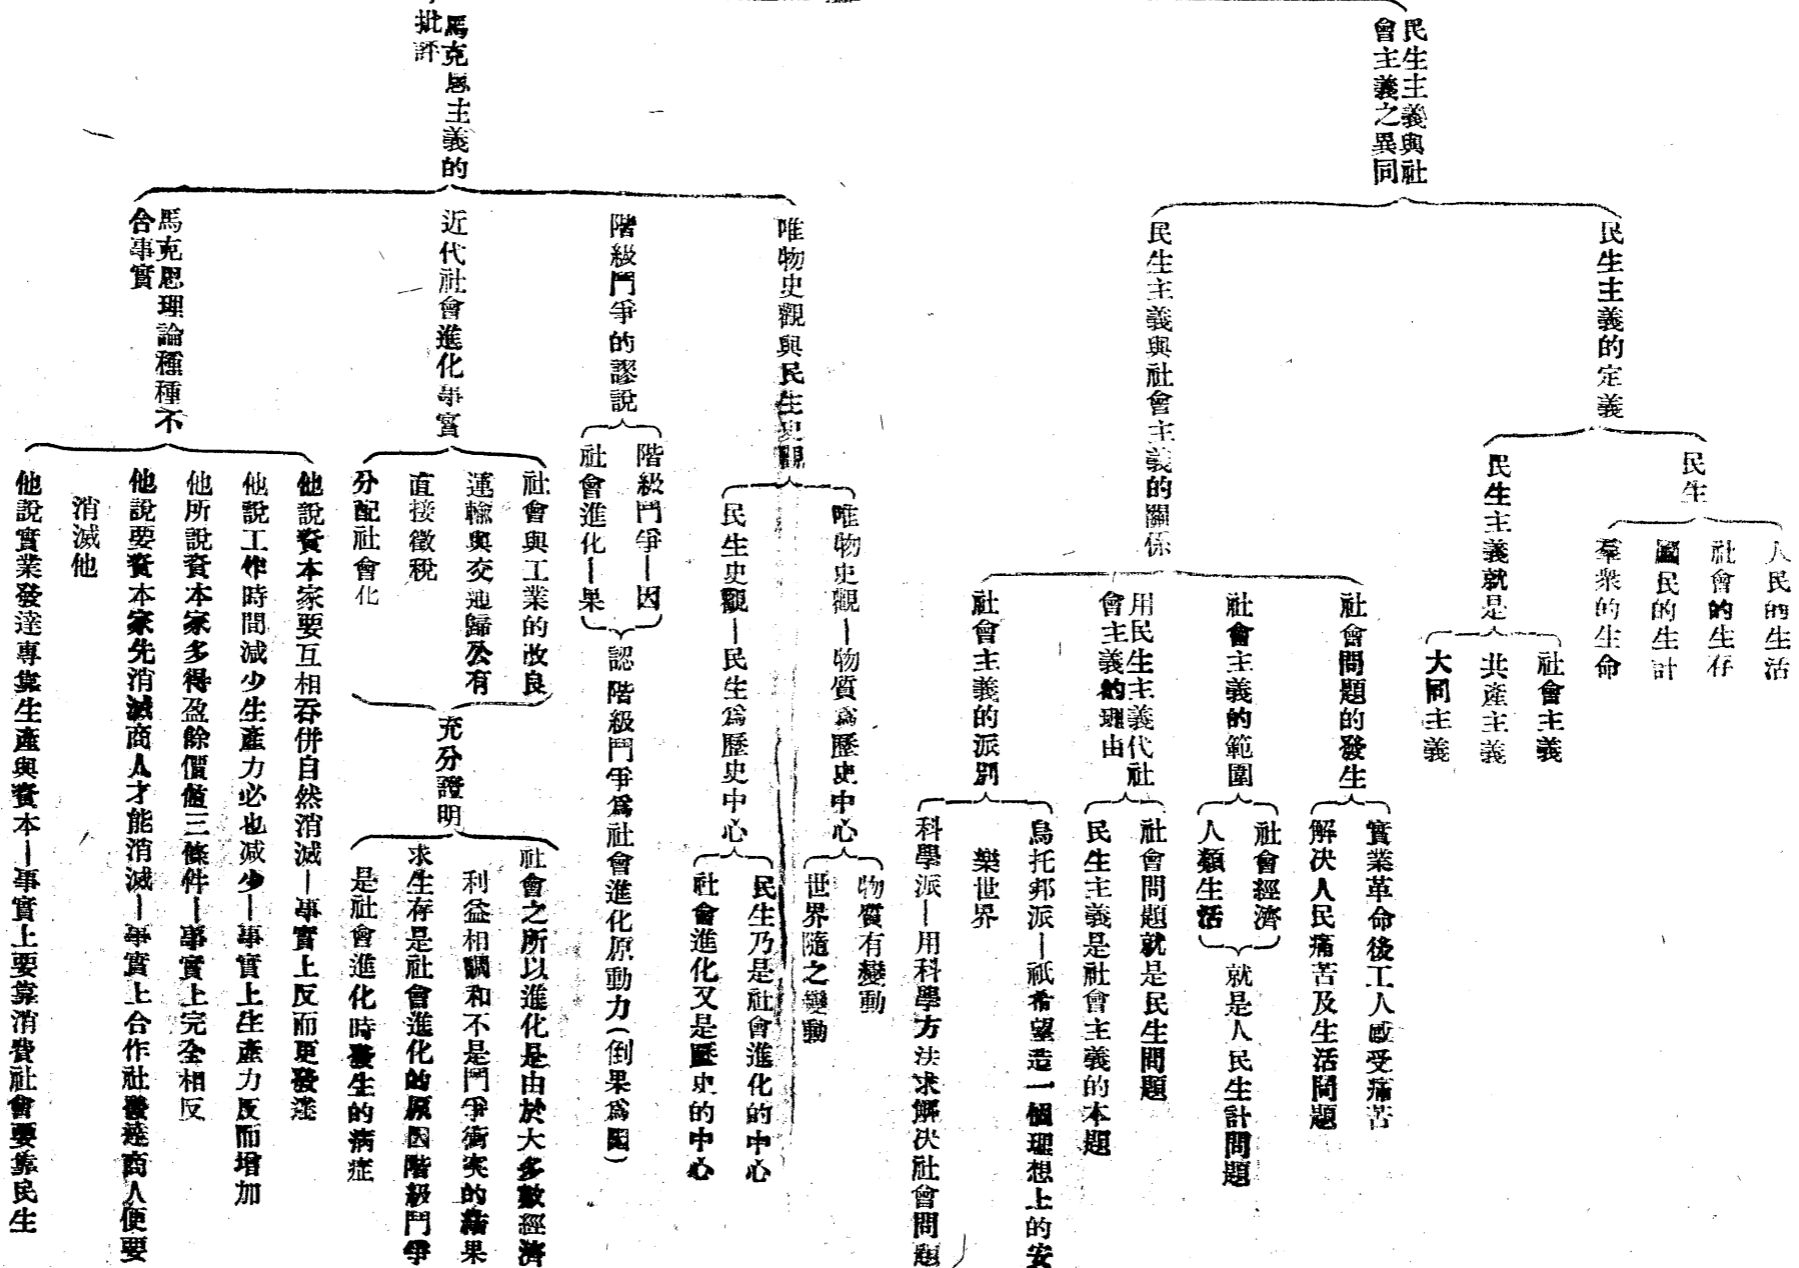 民生主義與社
會主義之異同
民生主義的定義
民生
人民的生活
社會的生存
國民的生計
羣衆的生命
民生主義就是
社會主義
共產主義
大同主義
民生主義與社會主義的關係
社會問題的發生
實業革命後工人感受痛苦
解決人民痛苦及生活問題
社會主義的範圍
社會經濟
人類生活
就是人民生計問題
用民生主義代社
會主義的理由
社會問題就是民生問題
民生主義是社會主義的本題
社會主義的派別
烏托邦派—祇希望造一個理想上的安
樂世界
科學派—用科學方法求解決社會問題
馬克思主義的
批評
唯物史觀與民生史觀
唯物史觀—物質爲歷史中心
物質有變動
世界隨之變動
民生史觀—民生爲歷史中心
民生乃是社會進化的中心
社會進化又是歷史的中心
階級鬥爭的謬說
階級鬥爭—因
社會進化—果
認階級鬥爭爲社會進化原動力(倒果爲因)
近代社會進化事實
社會與工業的改良
運輸與交通歸公有
直接徵稅
分配社會化
充分證明
社會之所以進化是由於大多數經濟
利益相調和不是鬥爭衝突的結果
求生存是社會進化的原因階級鬥爭
是社會進化時發生的病症
馬克思理論種種不
合事實
他說資本家要互相吞併自然消滅—事實上反而更發達
他說工作時間減少生產力必也減少—事實上生產力反而增加
他所說資本家多得盈餘價值三條件—事實上完全相反
他說要資本家先消滅商人才能消滅—事實上合作社發達商人便要
消滅他
他說實業發達專靠生產與資本—事實上要靠消費社會要靠民生